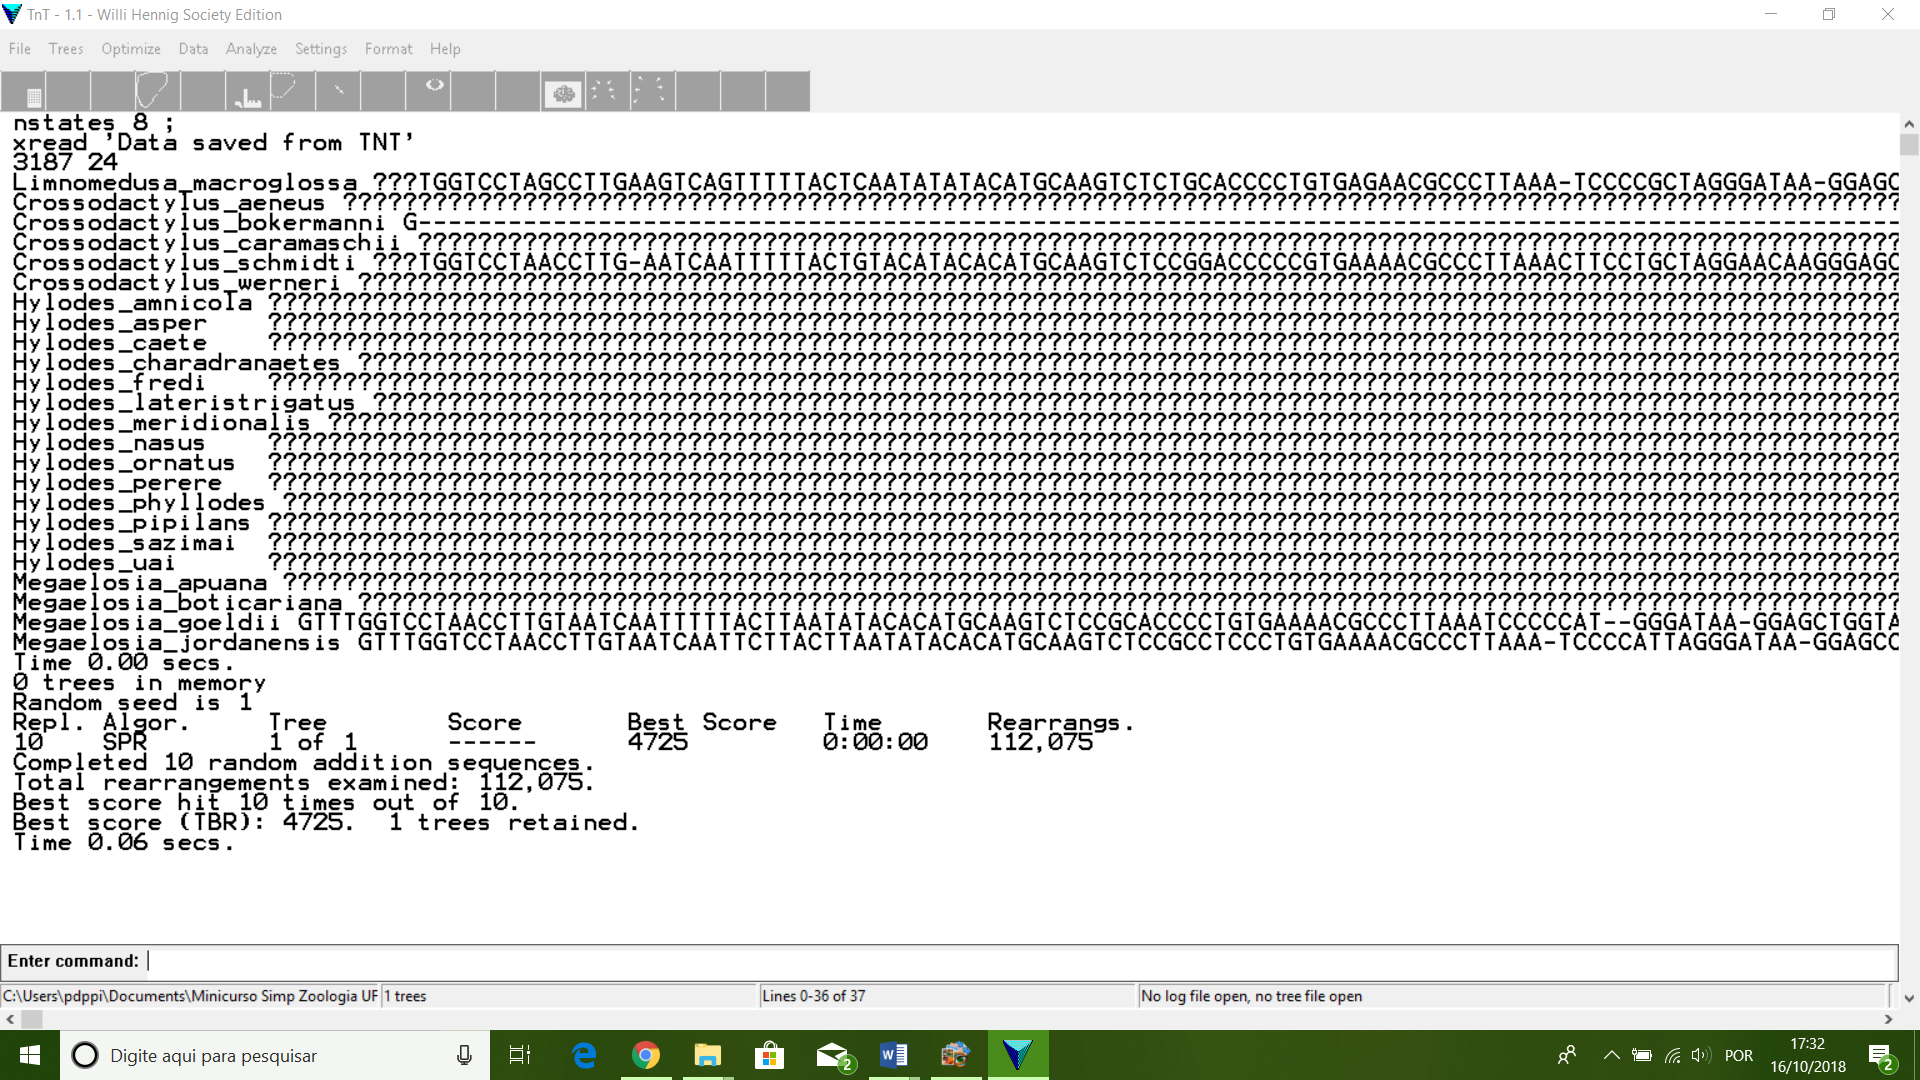 TnT - 1.1 - Willi Hennig Society Edition
File Trees Optimize Data Analyze Settings Format Help
nstates 8 ;
xread 'Data saved from TNT'
3187 24
Limnomedusa_macroglossa ???TGGTCCTAGCCTTGAAGTCAGTTTTTACTCAATATATACATGCAAGTCTCTGCACCCCTGTGAGAACGCCCTTAAA-TCCCCGCTAGGGATAA-GGAGC
Crossodactylus_aeneus
Crossodactylus_bokermanni
Crossodactylus_caramaschii
Crossodactylus_schmidti ???TGGTCCTAACCTTG-AATCAATTTTTACTGTACATACACATGCAAGTCTCCGGACCCCCGTGAAAACGCCCTTAAACTTCCTGCTAGGAACAAGGGAGC
Crossodactylus_werneri
Hylodes_amnicola
Hylodes_asper
Hylodes_caete
Hylodes_charadranaetes
Hylodes_fredi
Hylodes_lateristrigatus
Hylodes_meridionalis
Hylodes_nasus
Hylodes_ornatus
Hylodes_perere
Hylodes_phyllodes
Hylodes_pipilans
Hylodes_sazimai
Hylodes_uai
Megaelosia_apuana
Megaelosia_boticariana
Megaelosia_goeldii GTTTGGTCCTAACCTTGTAATCAATTTTTACTTAATATACACATGCAAGTCTCCGCACCCCTGTGAAAACGCCCTTAAATCCCCCAT--GGGATAA-GGAGCTGGTA
Megaelosia_jordanensis GTTTGGTCCTAACCTTGTAATCAATTCTTACTTAATATACACATGCAAGTCTCCGCCTCCCTGTGAAAACGCCCTTAAA-TCCCCATTAGGGATAA-GGAGCC
Time 0.00 secs.
0 trees in memory
Random seed is 1
Repl. Algor. Tree Score Best Score Time Rearrangs.
10 SPR 1 of 1 ------ 4725 0:00:00 112,075
Completed 10 random addition sequences.
Total rearrangements examined: 112,075.
Best score hit 10 times out of 10.
Best score (TBR): 4725. 1 trees retained.
Time 0.06 secs.
Enter command:
C:\Users\pdppi\Documents\Minicurso Simp Zoologia UF 1 trees Lines 0-36 of 37 No log file open, no tree file open
Digite aqui para pesquisar
2
POR
17:32
16/10/2018
2